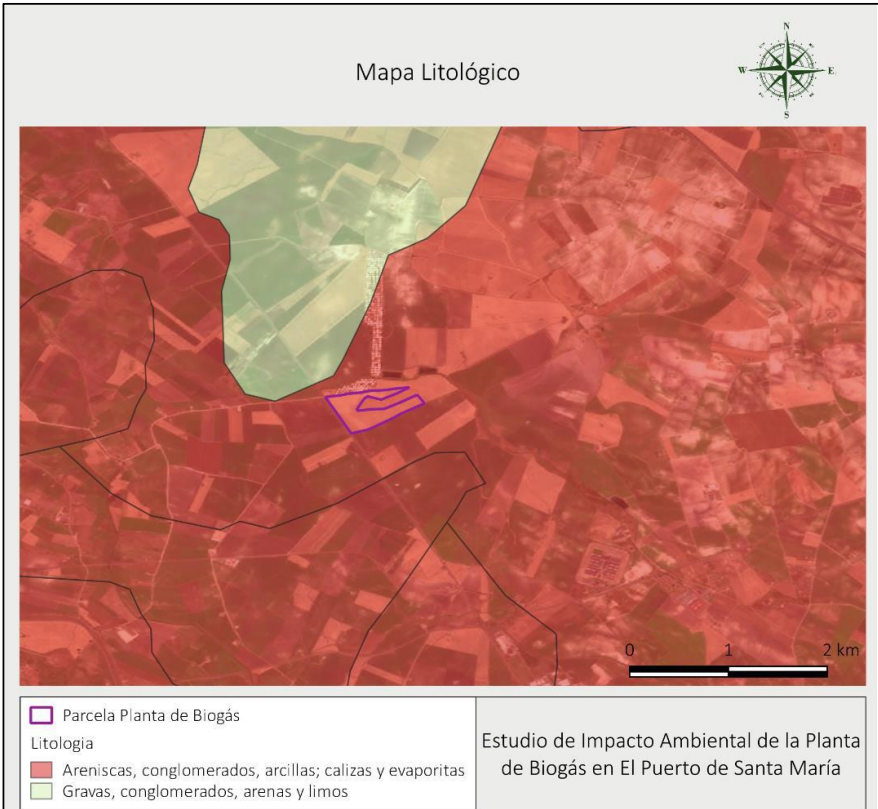 Mapa Litológico
N
W
E
S
0 1 2 km
Parcela Planta de Biogás
Litologia
Areniscas, conglomerados, arcillas; calizas y evaporitas
Gravas, conglomerados, arenas y limos
Estudio de Impacto Ambiental de la Planta
de Biogás en El Puerto de Santa María